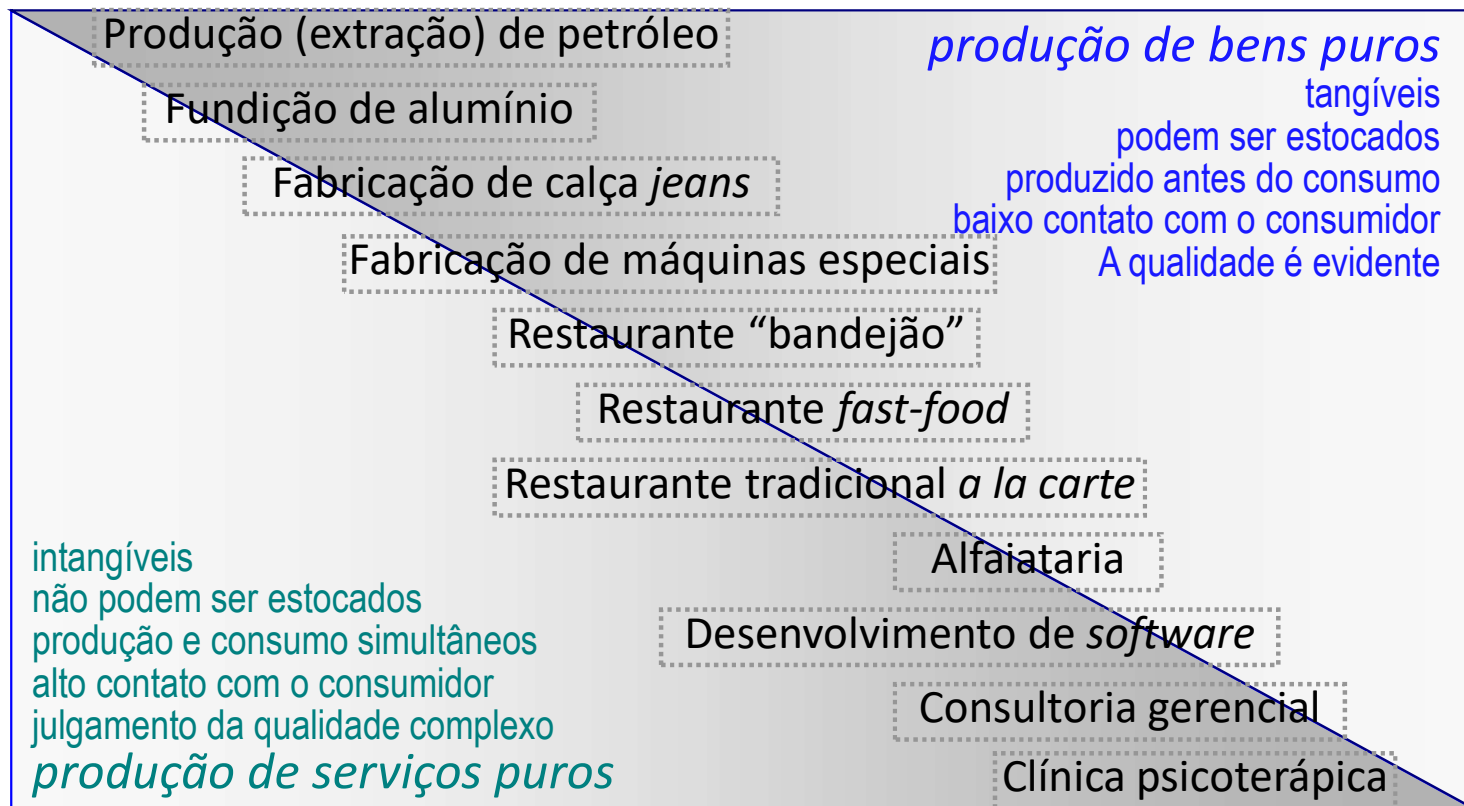 Produção (extração) de petróleo
Fundição de alumínio
Fabricação de calça jeans
Fabricação de máquinas especiais
Restaurante “bandejão”
Restaurante fast-food
Restaurante tradicional a la carte
Alfaiataria
Desenvolvimento de software
Consultoria gerencial
Clínica psicoterápica
produção de bens puros
tangíveis
podem ser estocados
produzido antes do consumo
baixo contato com o consumidor
A qualidade é evidente
intangíveis
não podem ser estocados
produção e consumo simultâneos
alto contato com o consumidor
julgamento da qualidade complexo
produção de serviços puros